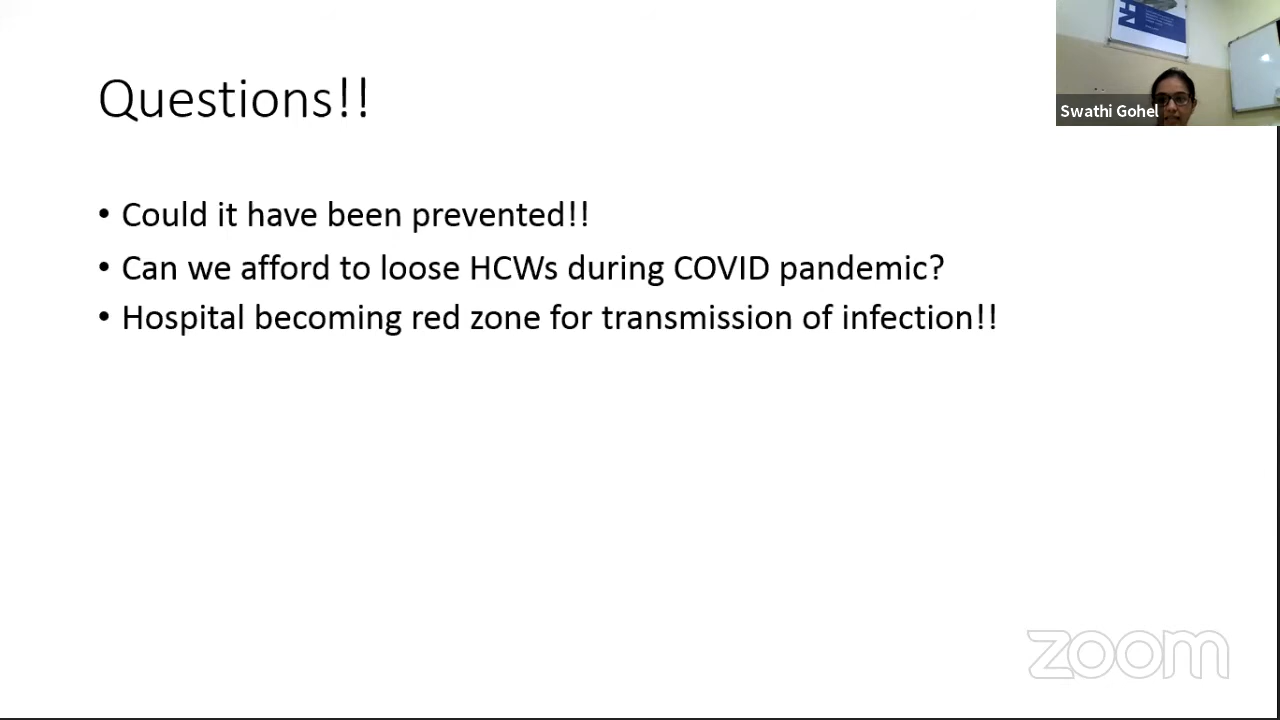 Questions!!
Swathi Gohel
• Could it have been prevented!!
• Can we afford to loose HCWs during COVID pandemic?
• Hospital becoming red zone for transmission of infection!!
zoom